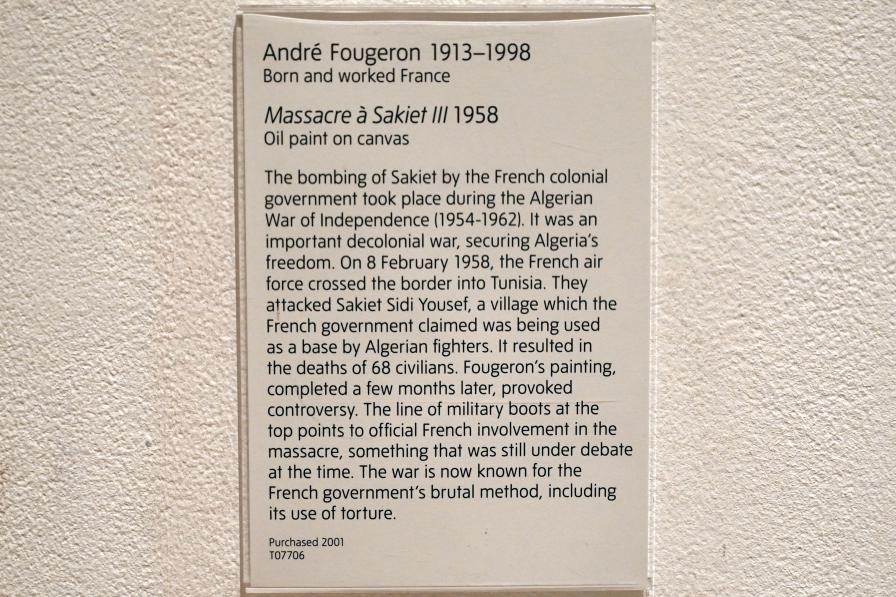 André Fougeron 1913–1998
Born and worked France
Massacre à Sakiet III 1958
Oil paint on canvas
The bombing of Sakiet by the French colonial
government took place during the Algerian
War of Independence (1954-1962). It was an
important decolonial war, securing Algeria's
freedom. On 8 February 1958, the French air
force crossed the border into Tunisia. They
attacked Sakiet Sidi Yousef, a village which the
French government claimed was being used
as a base by Algerian fighters. It resulted in
the deaths of 68 civilians. Fougeron's painting,
completed a few months later, provoked
controversy. The line of military boots at the
top points to official French involvement in the
massacre, something that was still under debate
at the time. The war is now known for the
French government's brutal method, including
its use of torture.
Purchased 2001
T07706